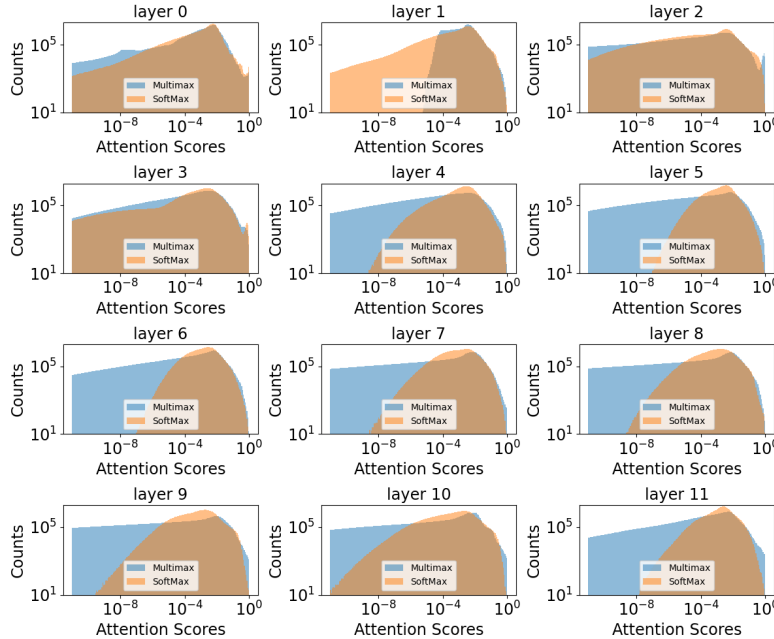 layer 0
layer 1
layer 2
Counts
10^5
10^1
Multimax
SoftMax
10^-8
10^-4
10^0
Attention Scores
Counts
10^5
10^1
Multimax
SoftMax
10^-8
10^-4
10^0
Attention Scores
Counts
10^5
10^1
Multimax
SoftMax
10^-8
10^-4
10^0
Attention Scores
layer 3
layer 4
layer 5
Counts
10^5
10^1
Multimax
SoftMax
10^-8
10^-4
10^0
Attention Scores
Counts
10^5
10^1
Multimax
SoftMax
10^-8
10^-4
10^0
Attention Scores
Counts
10^5
10^1
Multimax
SoftMax
10^-8
10^-4
10^0
Attention Scores
layer 6
layer 7
layer 8
Counts
10^5
10^1
Multimax
SoftMax
10^-8
10^-4
10^0
Attention Scores
Counts
10^5
10^1
Multimax
SoftMax
10^-8
10^-4
10^0
Attention Scores
Counts
10^5
10^1
Multimax
SoftMax
10^-8
10^-4
10^0
Attention Scores
layer 9
layer 10
layer 11
Counts
10^5
10^1
Multimax
SoftMax
10^-8
10^-4
10^0
Attention Scores
Counts
10^5
10^1
Multimax
SoftMax
10^-8
10^-4
10^0
Attention Scores
Counts
10^5
10^1
Multimax
SoftMax
10^-8
10^-4
10^0
Attention Scores